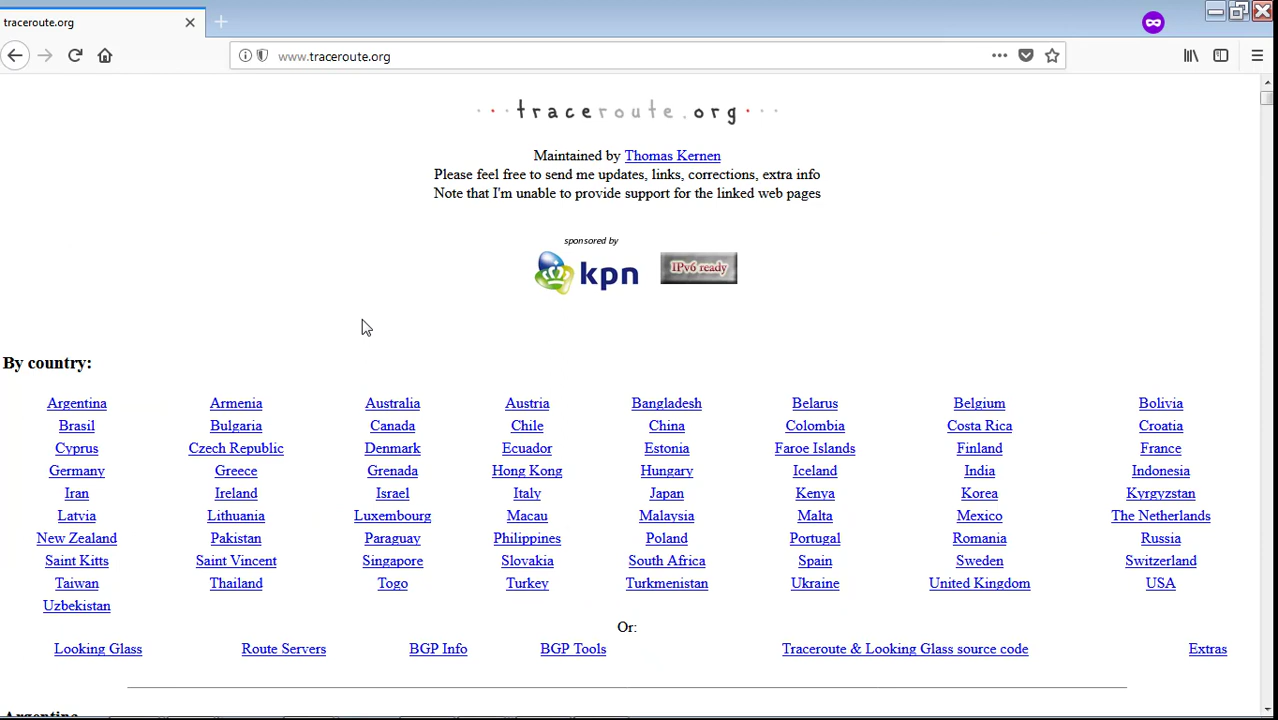 traceroute.org
www.traceroute.org
traceroute.org
Maintained by Thomas Kernen
Please feel free to send me updates, links, corrections, extra info
Note that I'm unable to provide support for the linked web pages
sponsored by
kpn
IPv6 ready
By country:
Argentina Armenia Australia Austria Bangladesh Belarus Belgium Bolivia
Brasil Bulgaria Canada Chile China Colombia Costa Rica Croatia
Cyprus Czech Republic Denmark Ecuador Estonia Faroe Islands Finland France
Germany Greece Grenada Hong Kong Hungary Iceland India Indonesia
Iran Ireland Israel Italy Japan Kenya Korea Kyrgyzstan
Latvia Lithuania Luxembourg Macau Malaysia Malta Mexico The Netherlands
New Zealand Pakistan Paraguay Philippines Poland Portugal Romania Russia
Saint Kitts Saint Vincent Singapore Slovakia South Africa Spain Sweden Switzerland
Taiwan Thailand Togo Turkey Turkmenistan Ukraine United Kingdom USA
Uzbekistan
Or:
Looking Glass Route Servers BGP Info BGP Tools Traceroute & Looking Glass source code Extras
Argentina